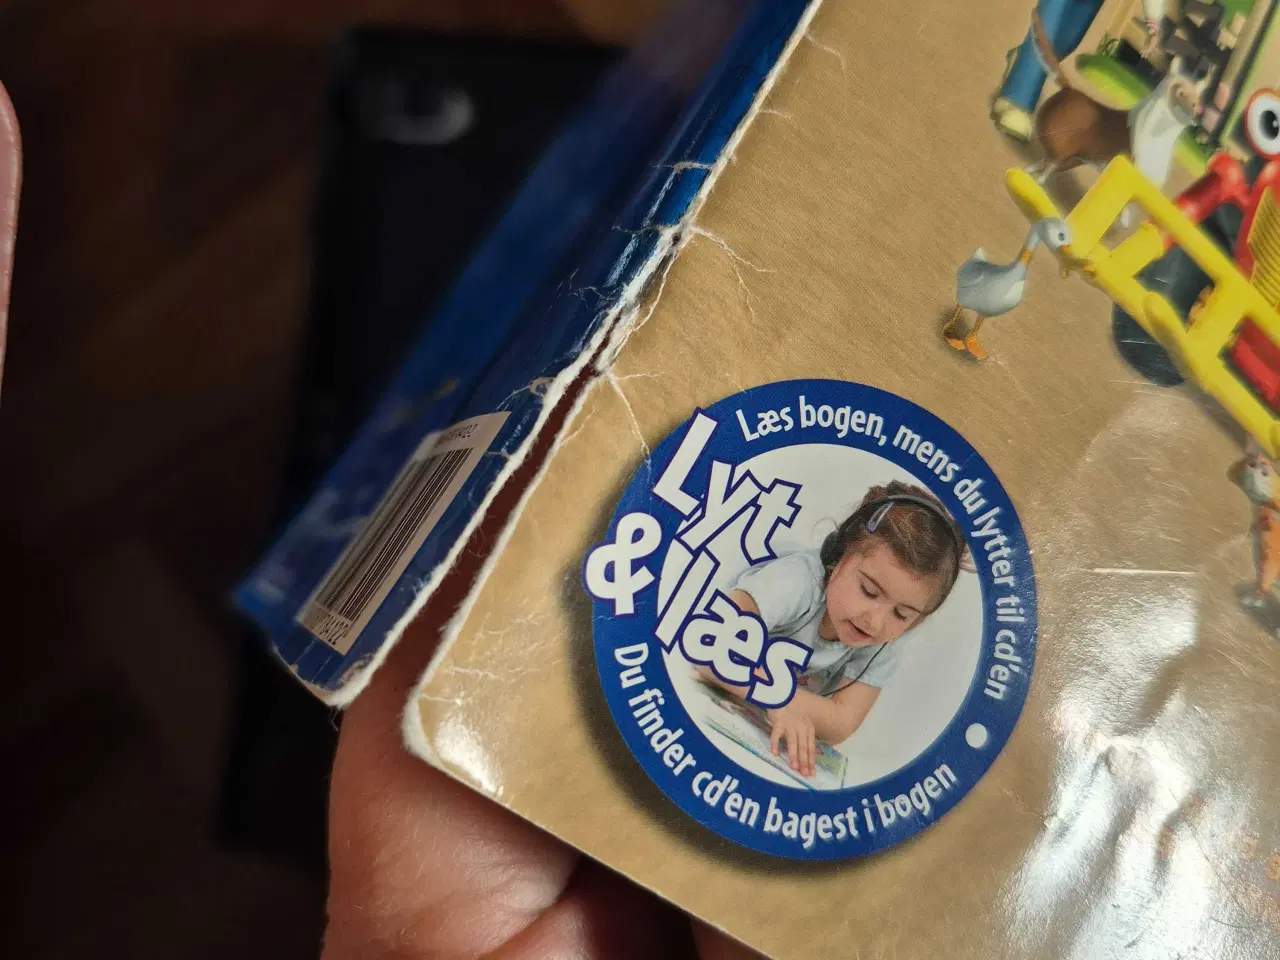 Læs bogen, mens du lytter til cd'en
Lyt
& læs
Du finder cd'en bagest i bogen